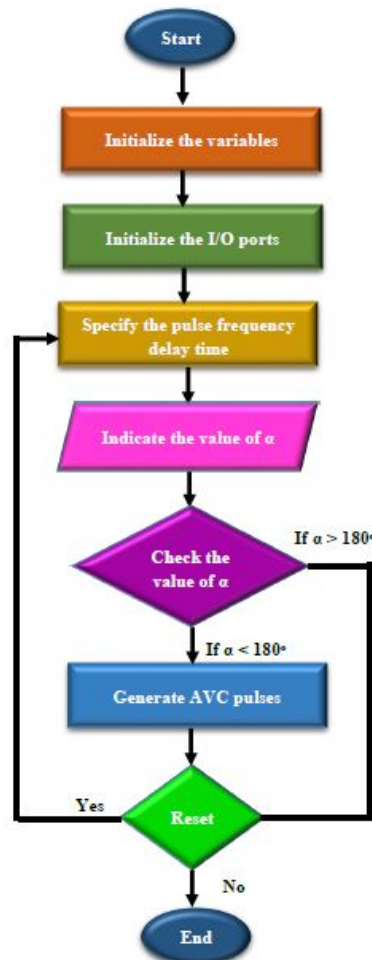 Start
Initialize the variables
Initialize the I/O ports
Specify the pulse frequency
delay time
Indicate the value of α
If α > 180°
Check the
value of α
If α < 180°
Generate AVC pulses
Yes
Reset
No
End